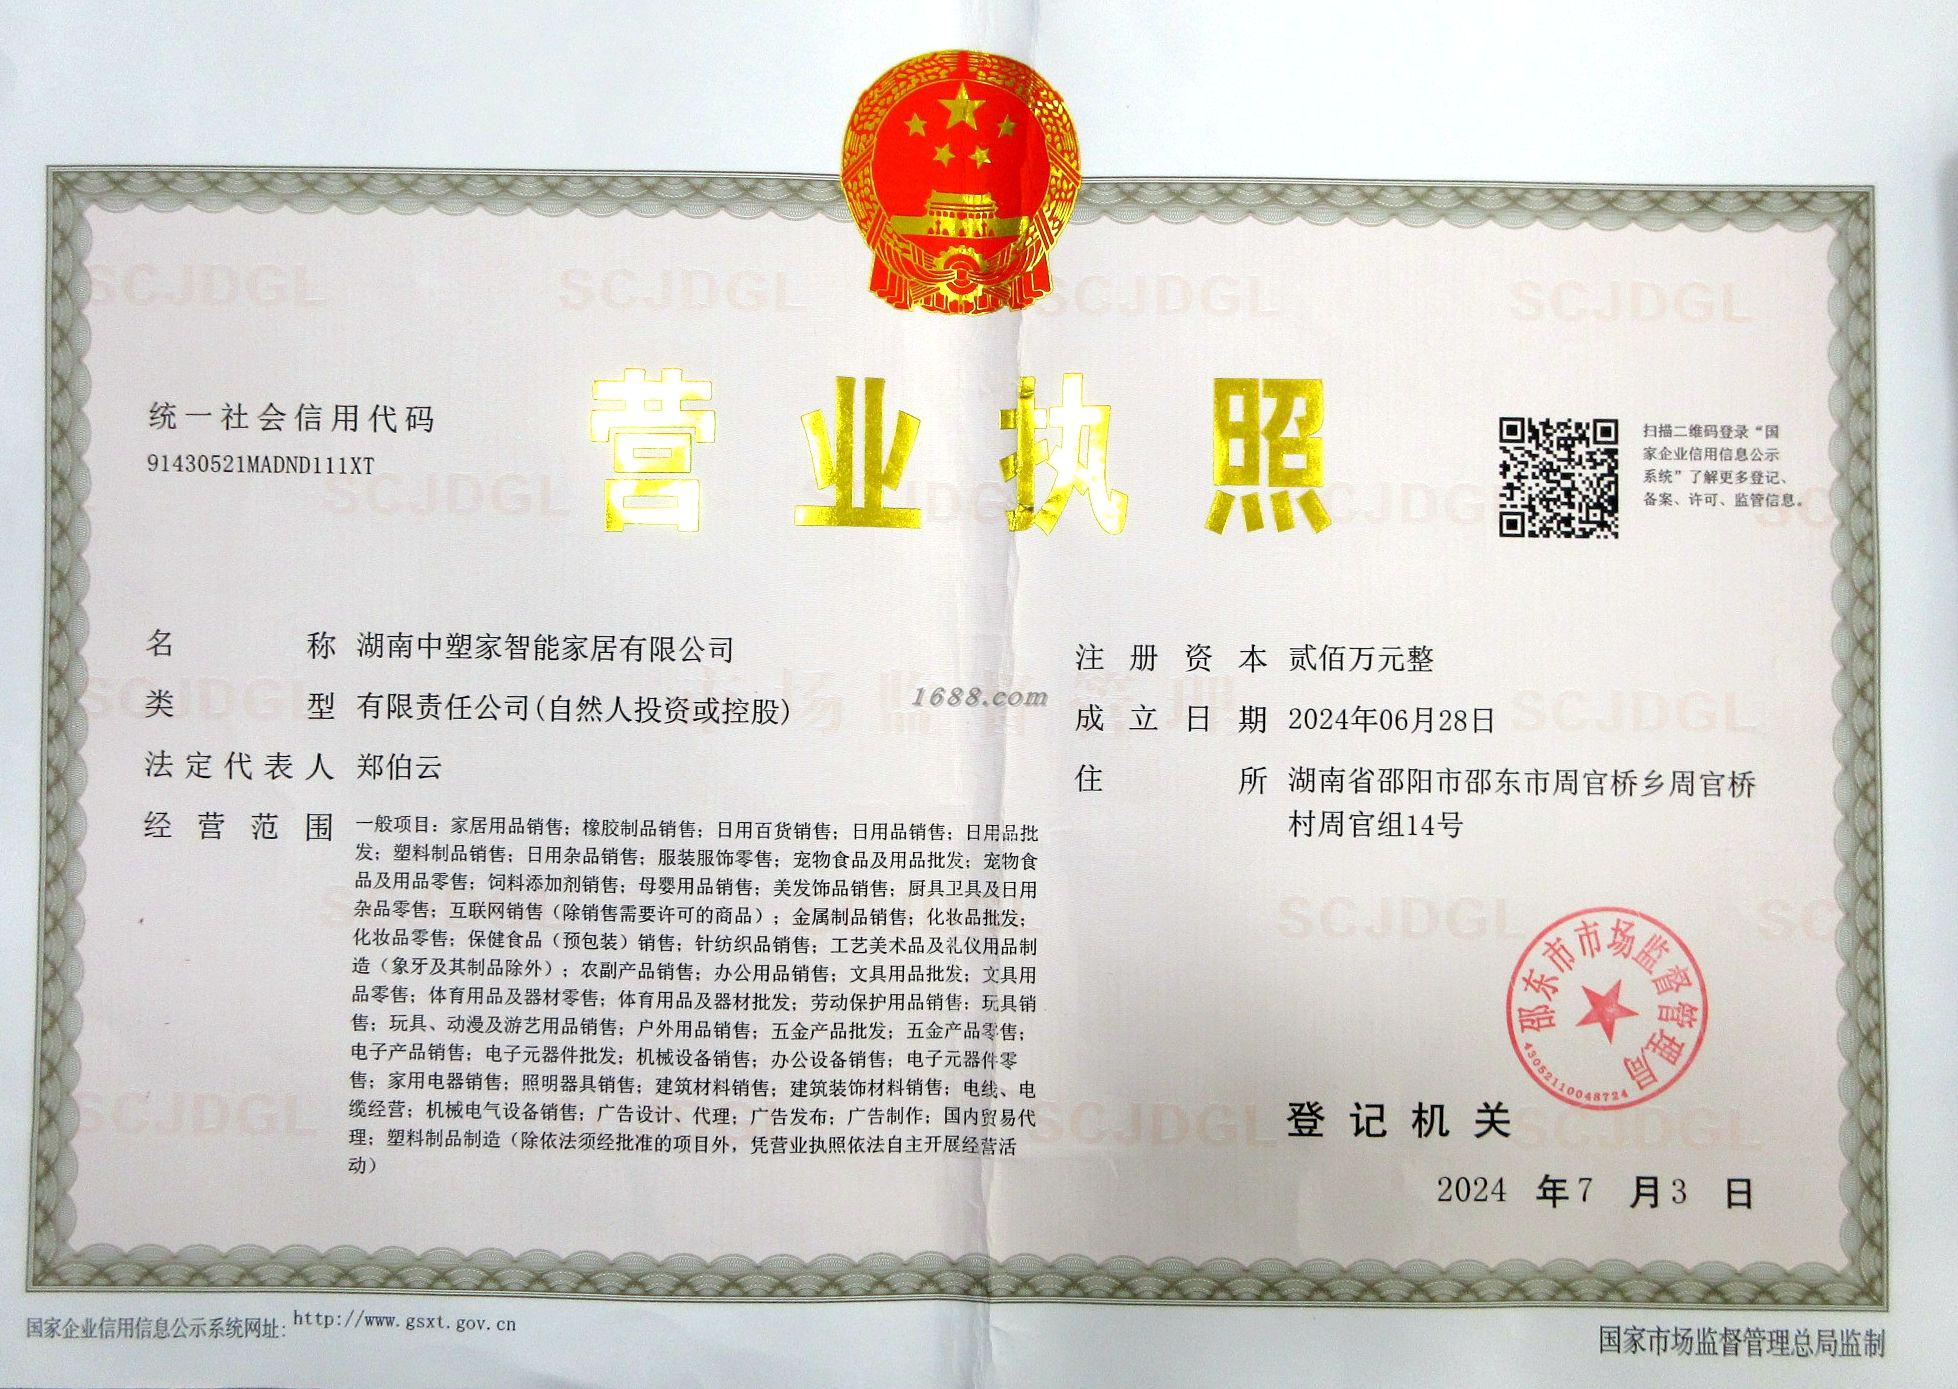 营业执照
统一社会信用代码
91430521MADND111XT
扫描二维码登录“国
家企业信用信息公示
系统”了解更多登记、
备案、许可、监管信息。
名称 湖南中塑家智能家居有限公司
类型 有限责任公司(自然人投资或控股)
法定代表人 郑伯云
经营范围 一般项目：家居用品销售；橡胶制品销售；日用百货销售；日用品销售；日用品批
发；塑料制品销售；日用杂品销售；服装服饰零售；宠物食品及用品批发；宠物食
品及用品零售；饲料添加剂销售；母婴用品销售；美发饰品销售；厨具卫具及日用
杂品零售；互联网销售（除销售需要许可的商品）；金属制品销售；化妆品批发；
化妆品零售；保健食品（预包装）销售；针纺织品销售；工艺美术品及礼仪用品制
造（象牙及其制品除外）；农副产品销售；办公用品销售；文具用品批发；文具用
品零售；体育用品及器材零售；体育用品及器材批发；劳动保护用品销售；玩具销
售；玩具、动漫及游艺用品销售；户外用品销售；五金产品批发；五金产品零售；
电子产品销售；电子元器件批发；机械设备销售；办公设备销售；电子元器件零
售；家用电器销售；照明器具销售；建筑材料销售；建筑装饰材料销售；电线、电
缆经营；机械电气设备销售；广告设计、代理；广告发布；广告制作；国内贸易代
理；塑料制品制造（除依法须经批准的项目外，凭营业执照依法自主开展经营活
动）
注册资本 贰佰万元整
成立日期 2024年06月28日
住所 湖南省邵阳市邵东市周官桥乡周官桥
村周官组14号
1688.com
邵东市市场监督管理局
43052110048724
登记机关
2024 年 7 月 3 日
国家企业信用信息公示系统网址：http://www.gsxt.gov.cn
国家市场监督管理总局监制
SCJDGL